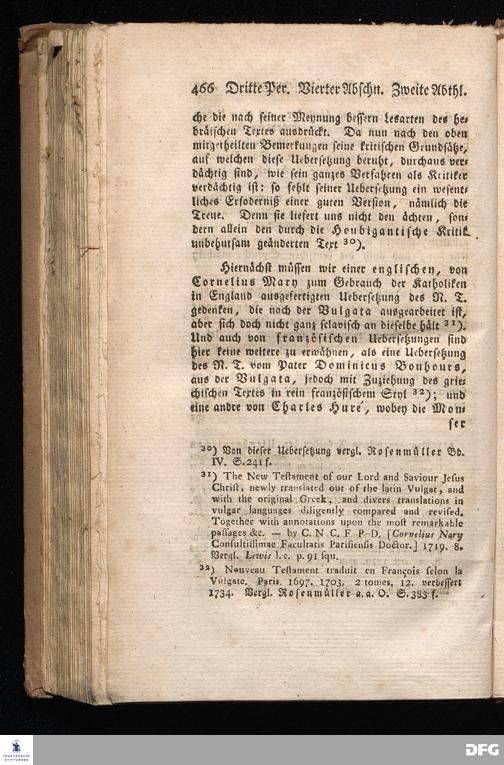 466 Dritte Per. Vierter Abschn. Zweite Abthl.
che die nach seiner Meynung bessern Lesarten des he-
bräischen Textes ausdrückt. Da nun nach den oben
mitgetheilten Bemerkungen seine kritischen Grundsätze,
auf welchen diese Uebersetzung beruht, durchaus ver-
dächtig sind, wie sein ganzes Verfahren als Kritiker
verdächtig ist: so fehlt seiner Uebersetzung ein wesent-
liches Erforderniß einer guten Version, nämlich die
Treue. Denn sie liefert uns nicht den ächten, son-
dern allein den durch die Houbigantische Kritik
unbehutsam geänderten Text 30).
Hiernächst müssen wir einer englischen, von
Cornelius Mary zum Gebrauch der Katholiken
in England ausgefertigten Uebersetzung des N. T.
gedenken, die nach der Vulgata ausgearbeitet ist,
aber sich doch nicht ganz sclavisch an dieselbe hält 31).
Und auch von französischen Uebersetzungen sind
hier keine weitere zu erwähnen, als eine Uebersetzung
des N. T. vom Pater Dominicus Bouhours,
aus der Vulgata, jedoch mit Zuziehung des grie-
chischen Textes in rein französischem Styl 32); und
eine andre von Charles Huré, wobey die Mon-
ser
30) Von dieser Uebersetzung vergl. Rosenmüller Bd.
IV. S. 241 f.
31) The New Testament of our Lord and Saviour Jesus
Christ, newly translated out of the latin Vulgat, and
with the original Greek, and divers translations in
vulgar languages diligently compared and revised.
Together with annotations upon the most remarkable
passages &c. — by C. N. C. F. P. D. [Cornelius Nary
Consultissimae Facultatis Parisiensis Doctor.] 1719. 8.
Vergl. Lewis l. c. p. 91 squ.
32) Nouveau Testament traduit en François selon la
Vulgate. Paris. 1697. 1703. 2 tomes. 12. verbessert
1734. Vergl. Rosenmüller a. a. O. S. 383 f.
FRANCKESCHE
STIFTUNGEN
DFG